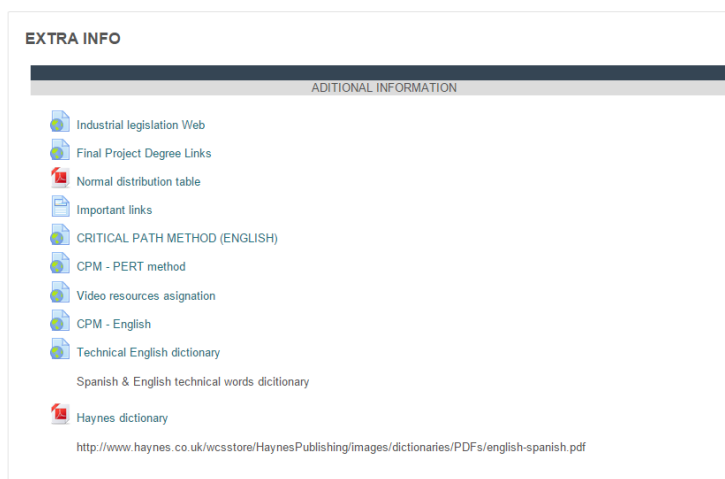 EXTRA INFO
ADITIONAL INFORMATION
Industrial legislation Web
Final Project Degree Links
Normal distribution table
Important links
CRITICAL PATH METHOD (ENGLISH)
CPM - PERT method
Video resources asignation
CPM - English
Technical English dictionary
Spanish & English technical words dicitionary
Haynes dictionary
http://www.haynes.co.uk/wcsstore/HaynesPublishing/images/dictionaries/PDFs/english-spanish.pdf